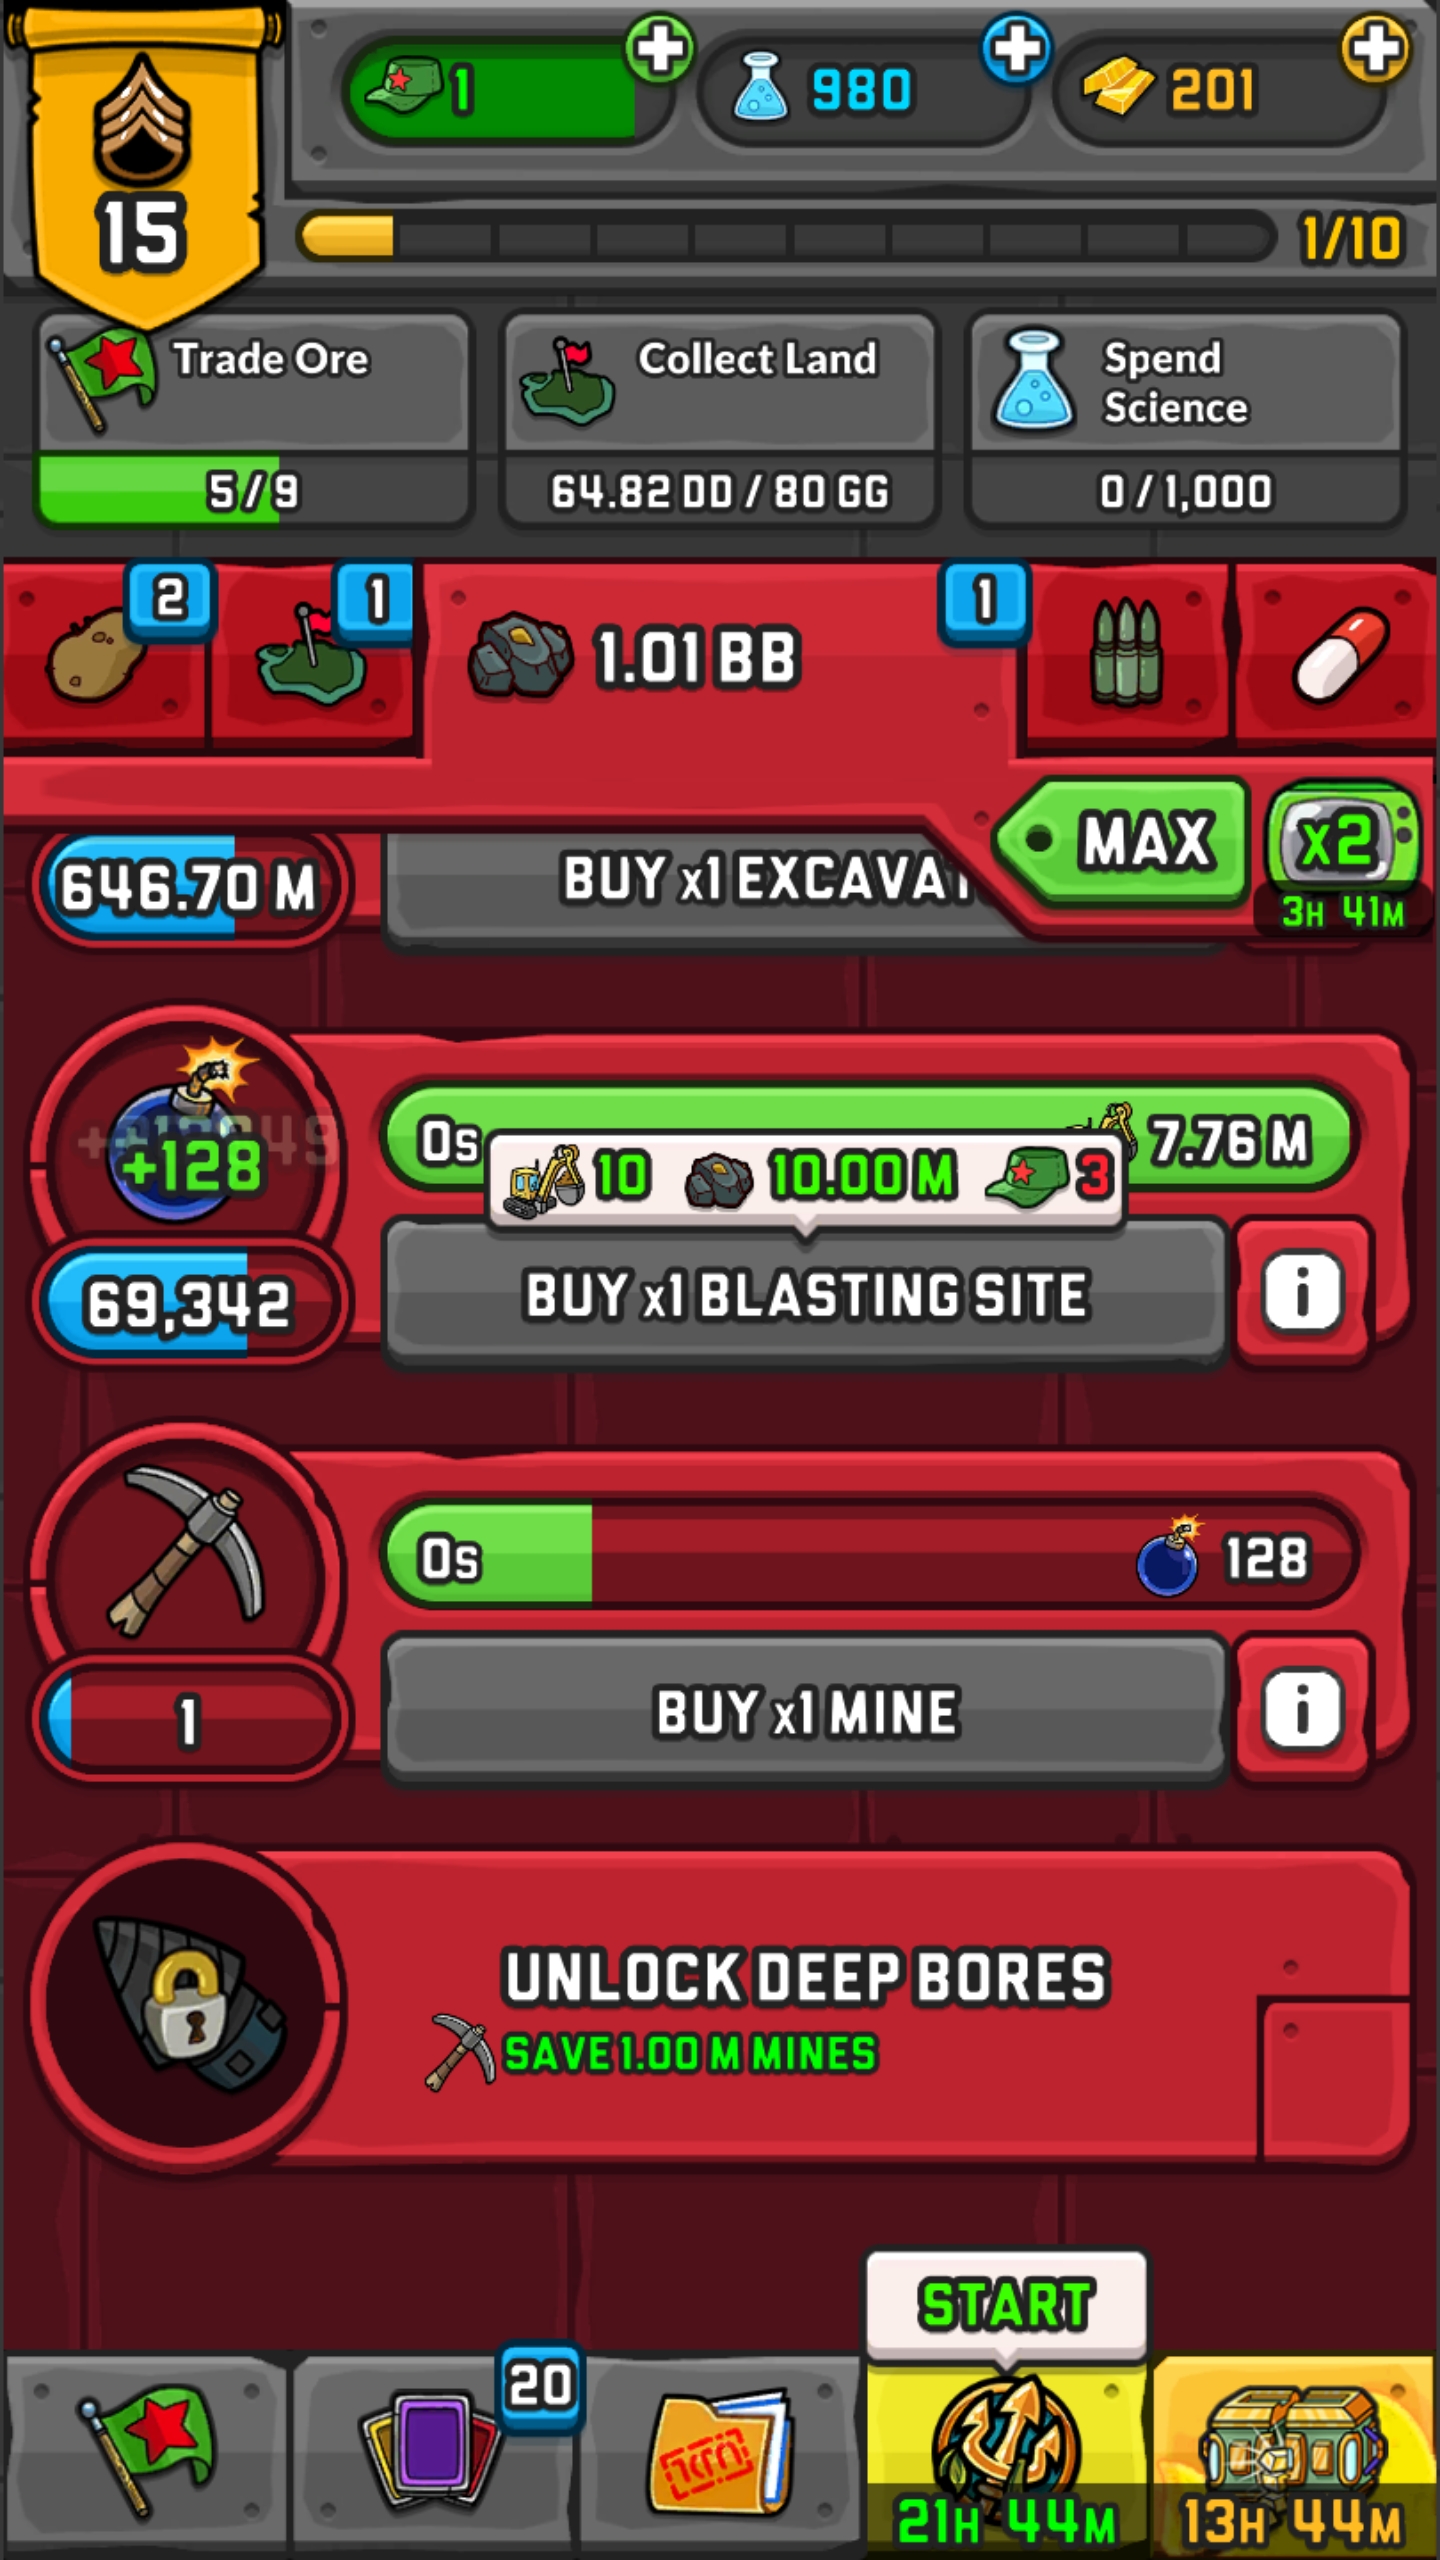 1
980
201
15
1/10
Trade Ore
5/9
Collect Land
64.82 DD / 80 GG
Spend
Science
0 / 1,000
2
1
1.01 BB
1
MAX
x2
3H 41M
646.70 M
BUY x1 EXCAVAT
+128
0s
7.76 M
10
10.00 M
3
69,342
BUY x1 BLASTING SITE
i
0s
128
1
BUY x1 MINE
i
UNLOCK DEEP BORES
SAVE 1.00 M MINES
START
20
21H 44M
13H 44M